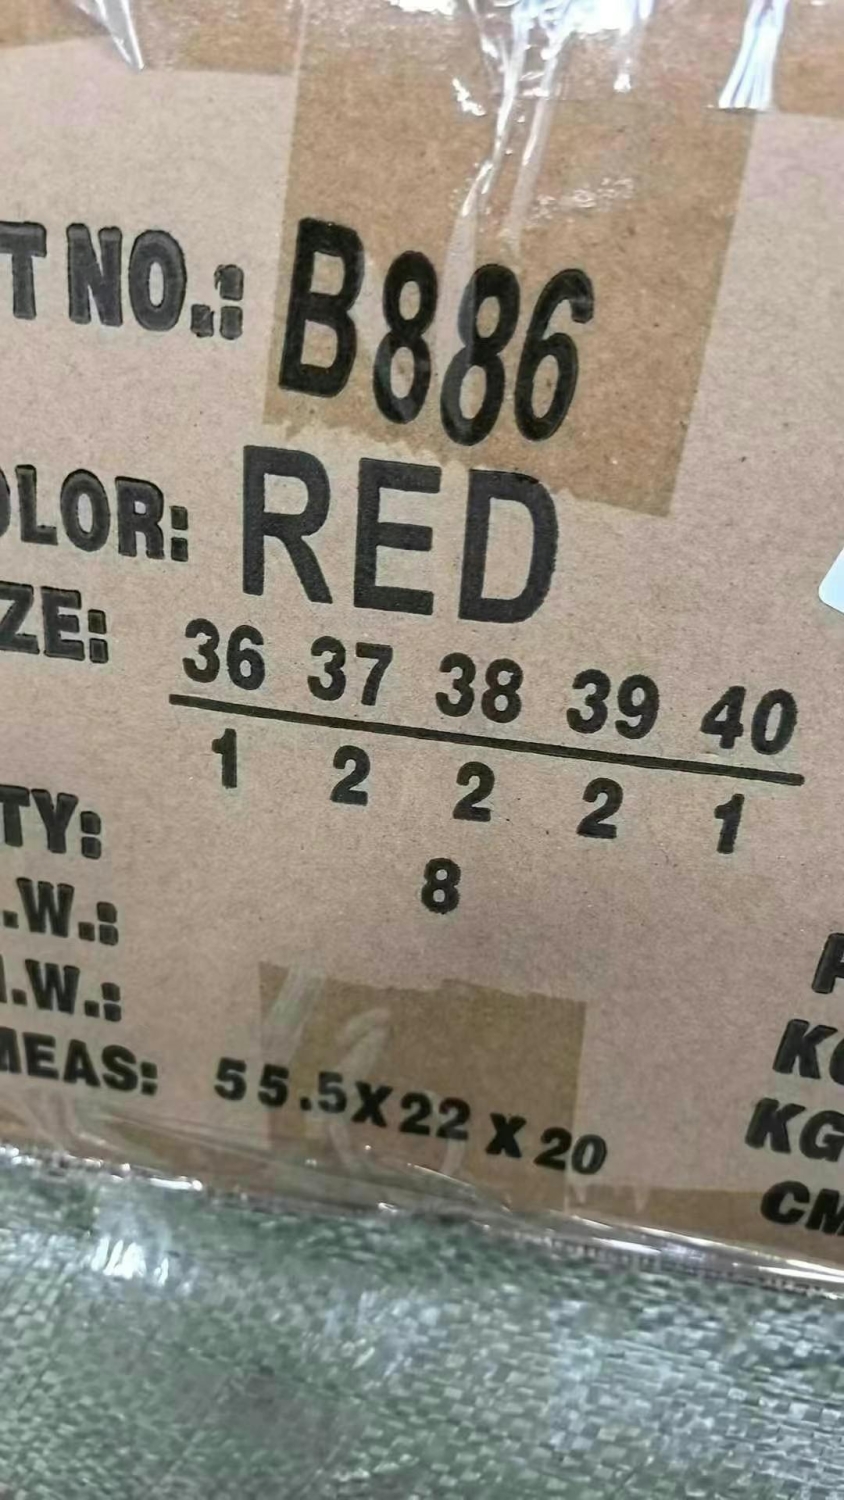 T NO.: B886
OLOR: RED
ZE: 36 37 38 39 40
1 2 2 2 1
TY: 8
.W.:
.W.: KG
MEAS: 55.5X22X20 CM